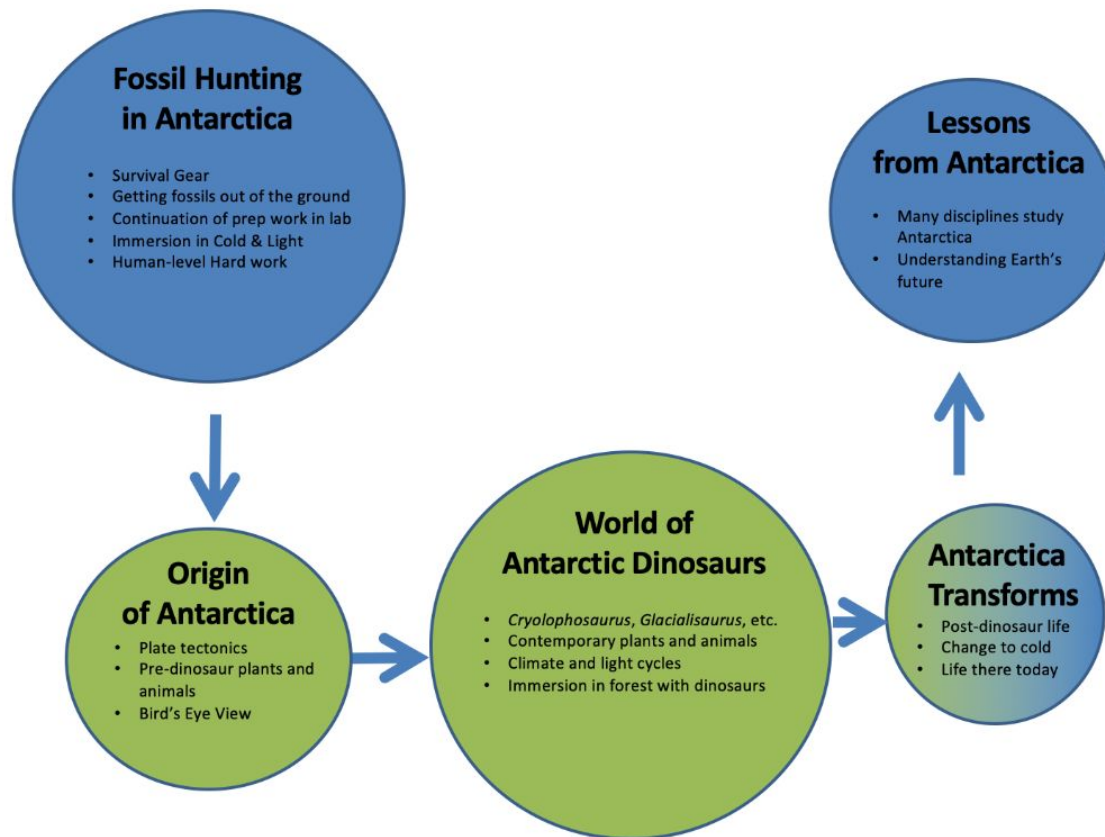 Fossil Hunting
in Antarctica
• Survival Gear
• Getting fossils out of the ground
• Continuation of prep work in lab
• Immersion in Cold & Light
• Human-level Hard work
Origin
of Antarctica
• Plate tectonics
• Pre-dinosaur plants and
animals
• Bird’s Eye View
World of
Antarctic Dinosaurs
• Cryolophosaurus, Glacialisaurus, etc.
• Contemporary plants and animals
• Climate and light cycles
• Immersion in forest with dinosaurs
Antarctica
Transforms
• Post-dinosaur life
• Change to cold
• Life there today
Lessons
from Antarctica
• Many disciplines study
Antarctica
• Understanding Earth’s
future